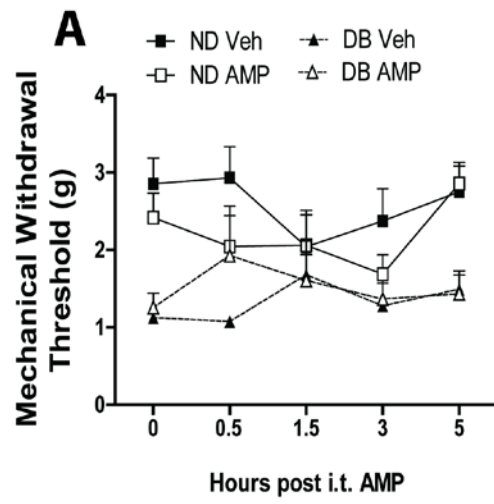 A
ND Veh
DB Veh
ND AMP
DB AMP
Mechanical Withdrawal
Threshold (g)
4
3
2
1
0
0 0.5 1.5 3 5
Hours post i.t. AMP